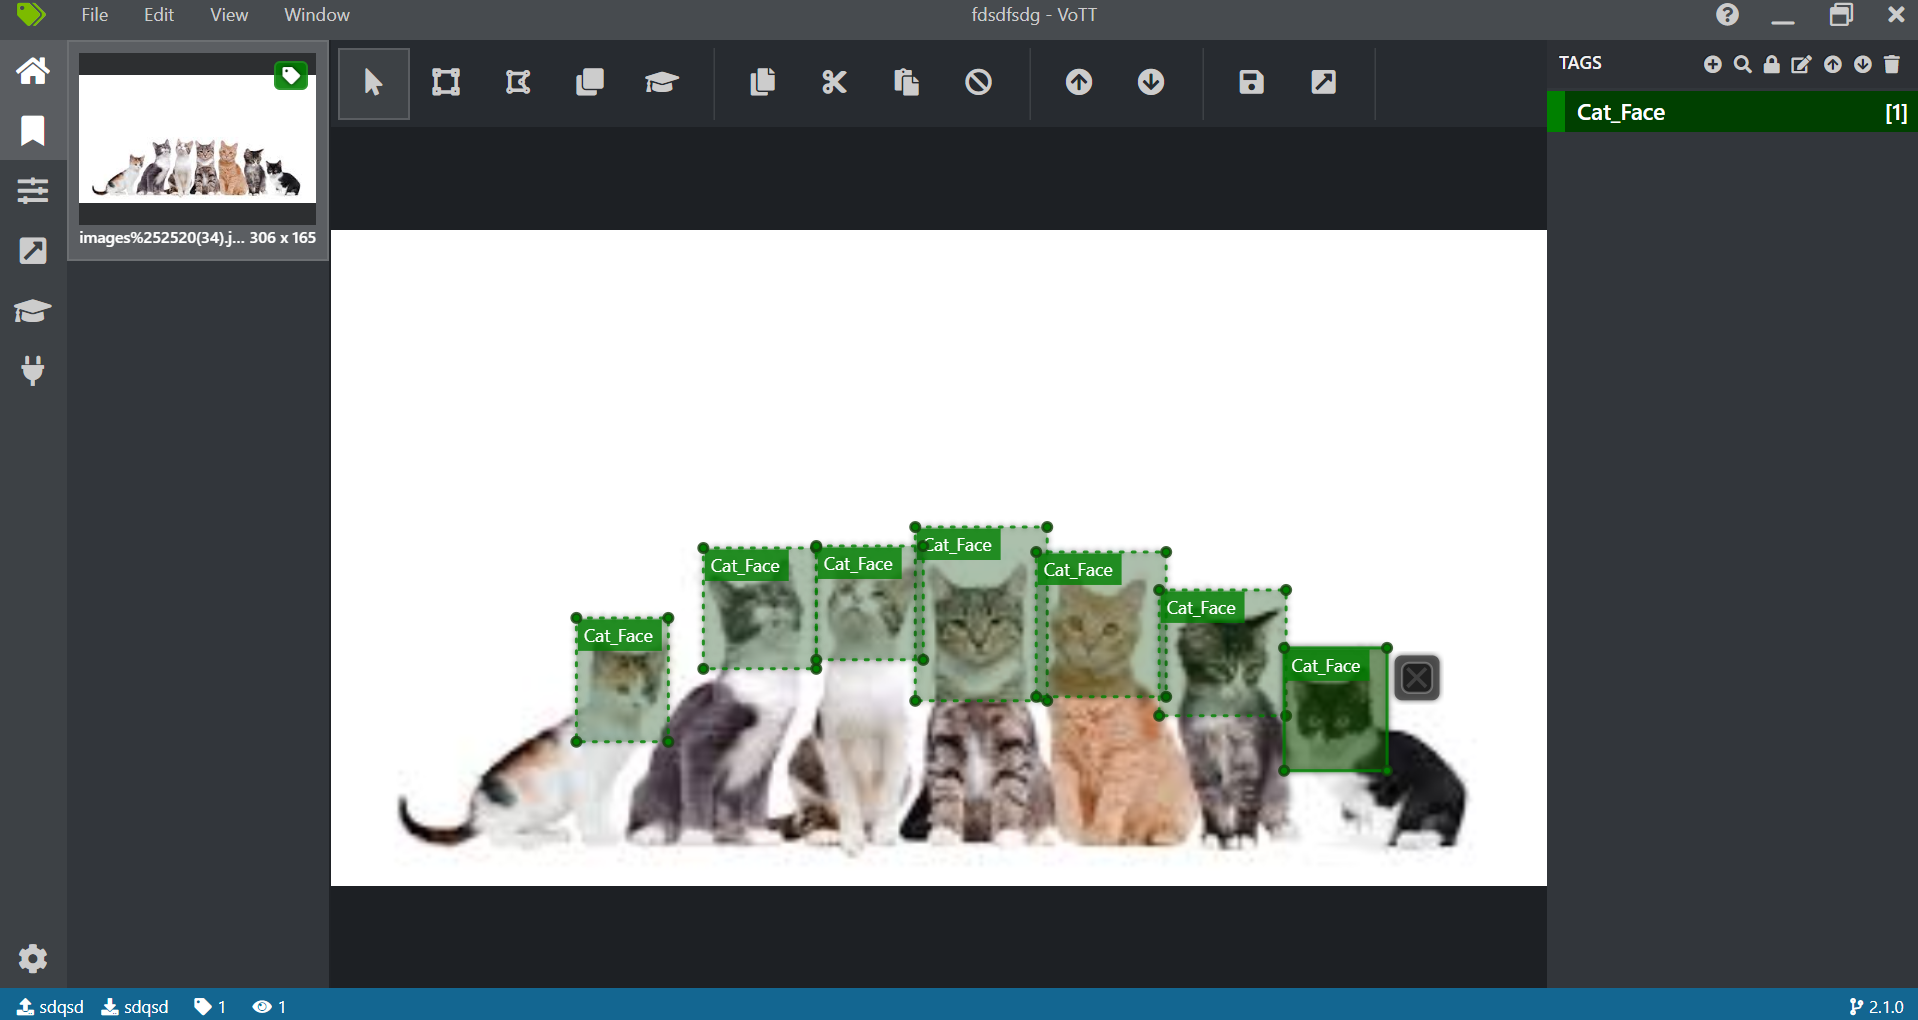 File Edit View Window
fdsdfsdg - VoTT
images%252520(34).j... 306 x 165
TAGS
Cat_Face [1]
Cat_Face
Cat_Face
Cat_Face
Cat_Face
Cat_Face
Cat_Face
Cat_Face
sdqsd sdqsd 1 1
2.1.0